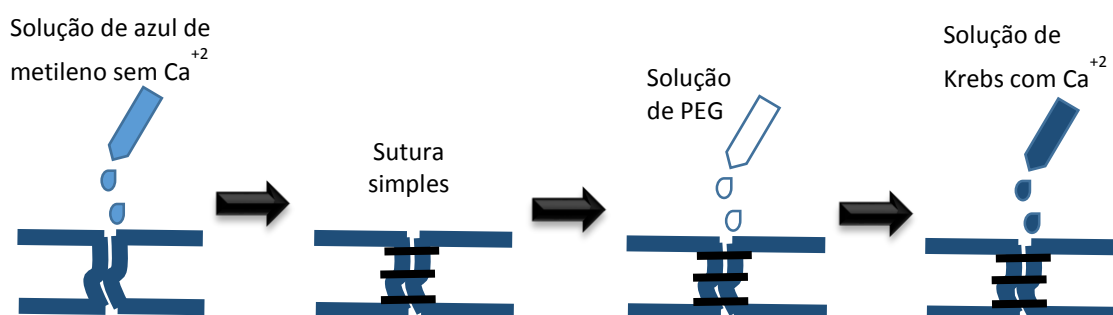 Solução de azul de
metileno sem Ca+2
Sutura
simples
Solução
de PEG
Solução de
Krebs com Ca+2